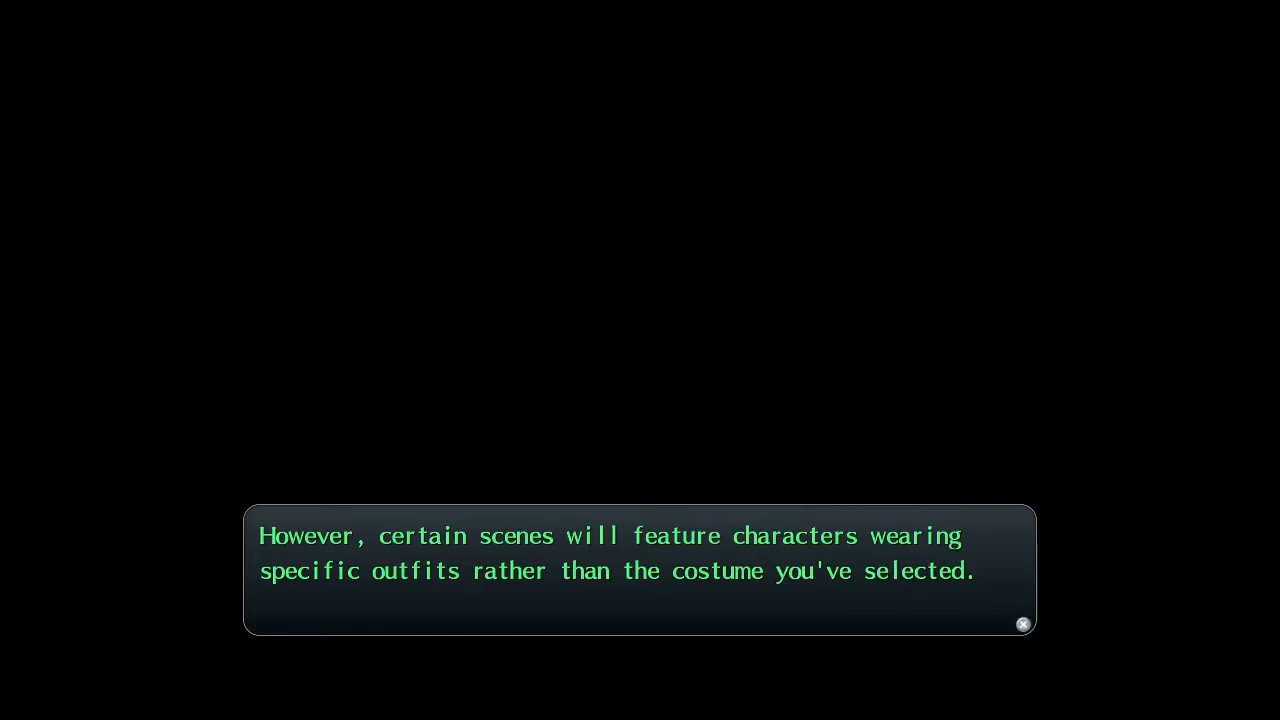 However, certain scenes will feature characters wearing
specific outfits rather than the costume you've selected.